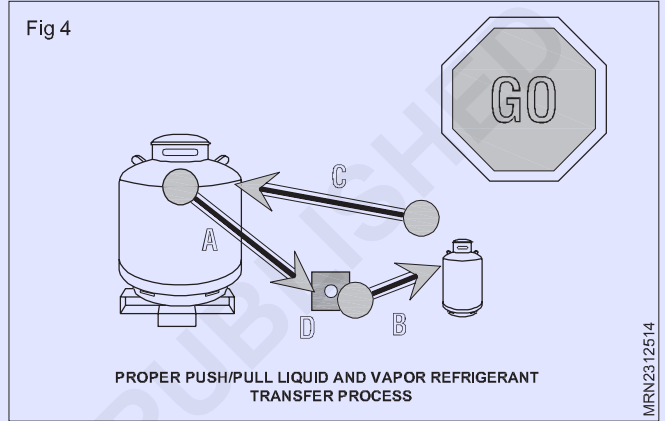 Fig 4
GO
C
A
D
B
PROPER PUSH/PULL LIQUID AND VAPOR REFRIGERANT
TRANSFER PROCESS
MRN2312514
PUBLISHED